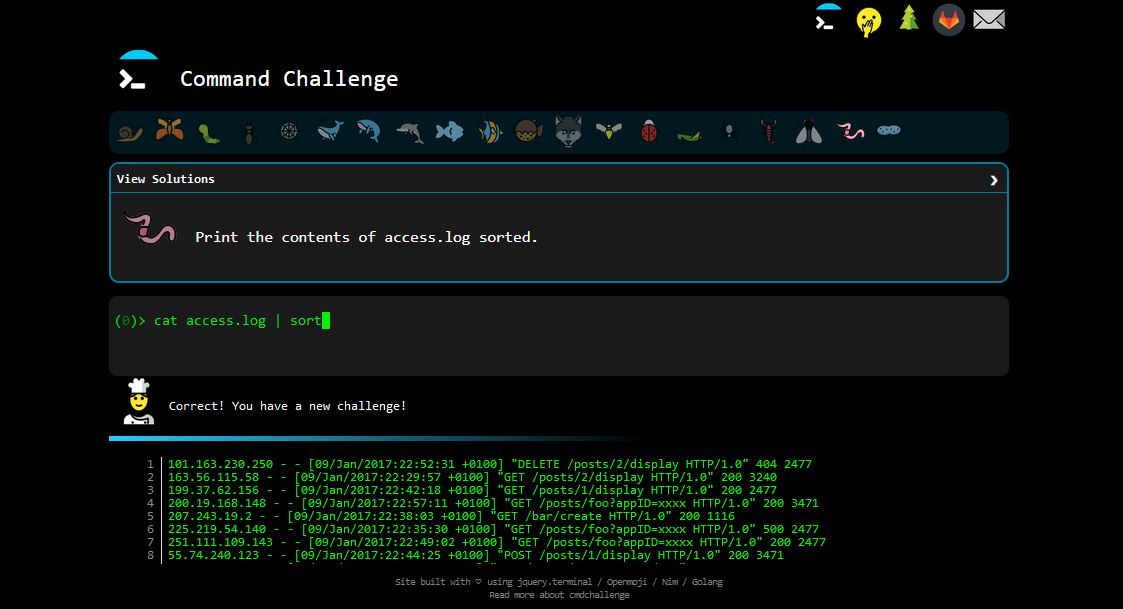 Command Challenge
View Solutions
Print the contents of access.log sorted.
(0)> cat access.log | sort
Correct! You have a new challenge!
1 101.163.230.250 - - [09/Jan/2017:22:52:31 +0100] "DELETE /posts/2/display HTTP/1.0" 404 2477
2 163.56.115.58 - - [09/Jan/2017:22:29:57 +0100] "GET /posts/2/display HTTP/1.0" 200 3240
3 199.37.62.156 - - [09/Jan/2017:22:42:18 +0100] "GET /posts/1/display HTTP/1.0" 200 2477
4 200.19.168.148 - - [09/Jan/2017:22:57:11 +0100] "GET /posts/foo?appID=xxxx HTTP/1.0" 200 3471
5 207.243.19.2 - - [09/Jan/2017:22:38:03 +0100] "GET /bar/create HTTP/1.0" 200 1116
6 225.219.54.140 - - [09/Jan/2017:22:35:30 +0100] "GET /posts/foo?appID=xxxx HTTP/1.0" 500 2477
7 251.111.109.143 - - [09/Jan/2017:22:49:02 +0100] "GET /posts/foo?appID=xxxx HTTP/1.0" 200 2477
8 55.74.240.123 - - [09/Jan/2017:22:44:25 +0100] "POST /posts/1/display HTTP/1.0" 200 3471
Site built with ♡ using jquery.terminal / Openmoji / Nim / Golang
Read more about cmdchallenge